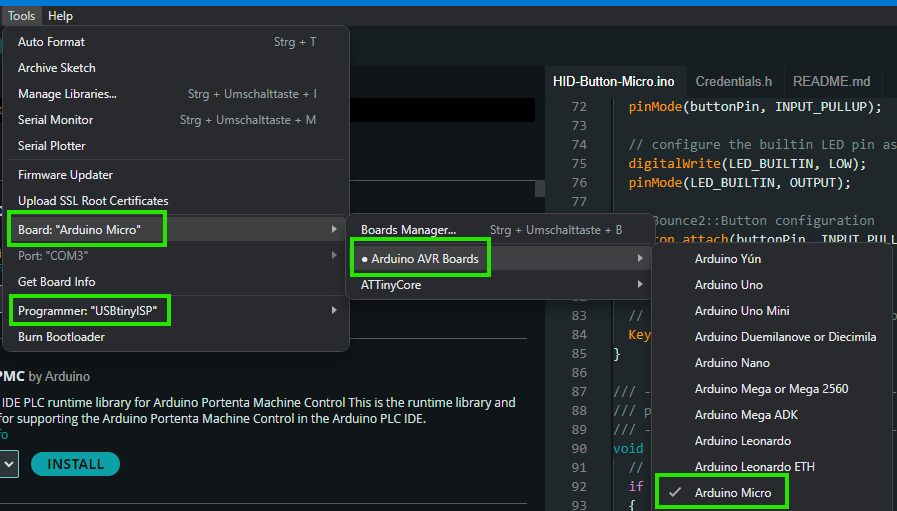 Tools Help
Auto Format Strg + T
Archive Sketch
Manage Libraries... Strg + Umschalttaste + I
Serial Monitor Strg + Umschalttaste + M
Serial Plotter
Firmware Updater
Upload SSL Root Certificates
Board: "Arduino Micro"
Port: "COM3"
Get Board Info
Programmer: "USBtinyISP"
Burn Bootloader
Boards Manager... Strg + Umschalttaste + B
● Arduino AVR Boards
ATTinyCore
Arduino Yún
Arduino Uno
Arduino Uno Mini
Arduino Duemilanove or Diecimila
Arduino Nano
Arduino Mega or Mega 2560
Arduino Mega ADK
Arduino Leonardo
Arduino Leonardo ETH
✓ Arduino Micro
PMC by Arduino
IDE PLC runtime library for Arduino Portenta Machine Control This is the runtime library and
for supporting the Arduino Portenta Machine Control in the Arduino PLC IDE.
INSTALL
HID-Button-Micro.ino Credentials.h README.md
72 pinMode(buttonPin, INPUT_PULLUP);
73
74 // configure the builtin LED pin as
75 digitalWrite(LED_BUILTIN, LOW);
76 pinMode(LED_BUILTIN, OUTPUT);
77
Bounce2::Button configuration
83 //
84 Key
85 }
86
87 /// -
88 /// p
89 /// -
90 void
91 //
92 if
93 {